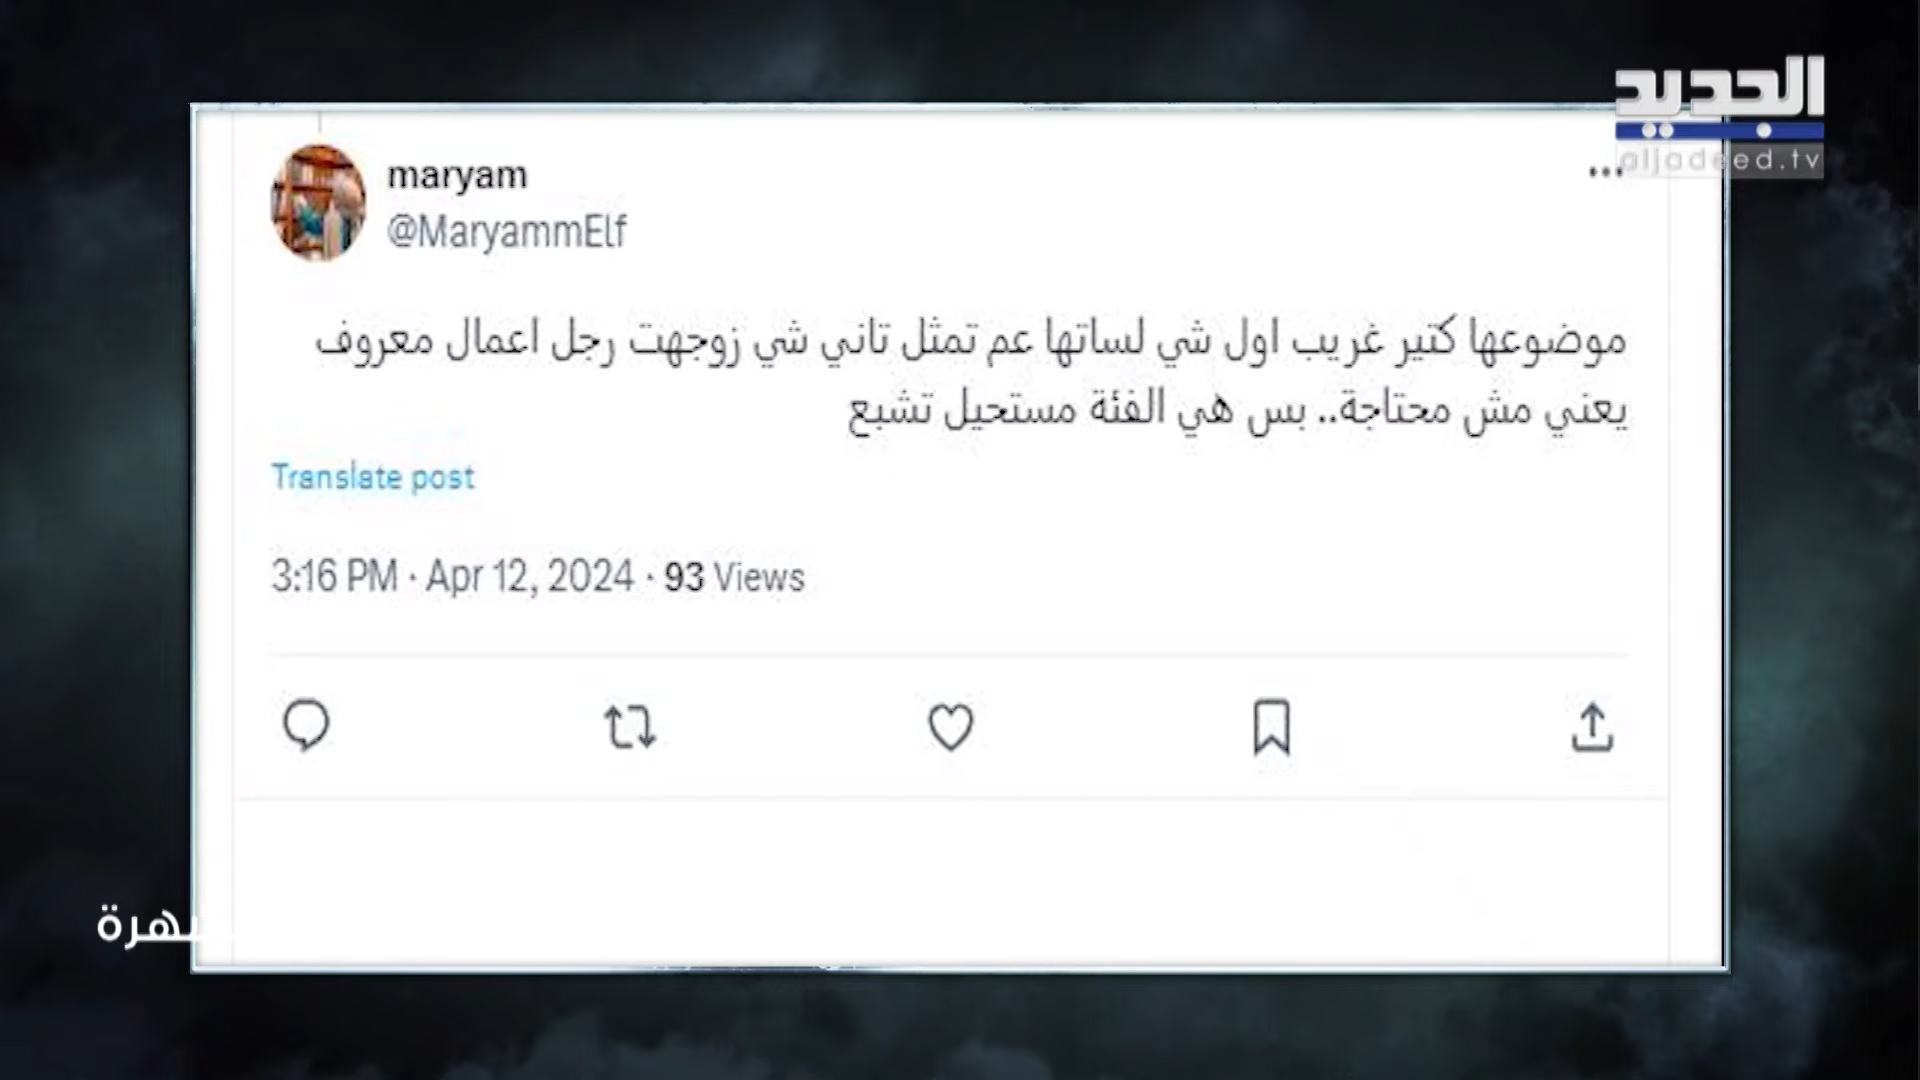 الجديد
aljadeed.tv
maryam
@MaryammElf
موضوعها كتير غريب اول شي لساتها عم تمثل تاني شي زوجهت رجل اعمال معروف
يعني مش محتاجة.. بس هي الفئة مستحيل تشبع
Translate post
3:16 PM · Apr 12, 2024 · 93 Views